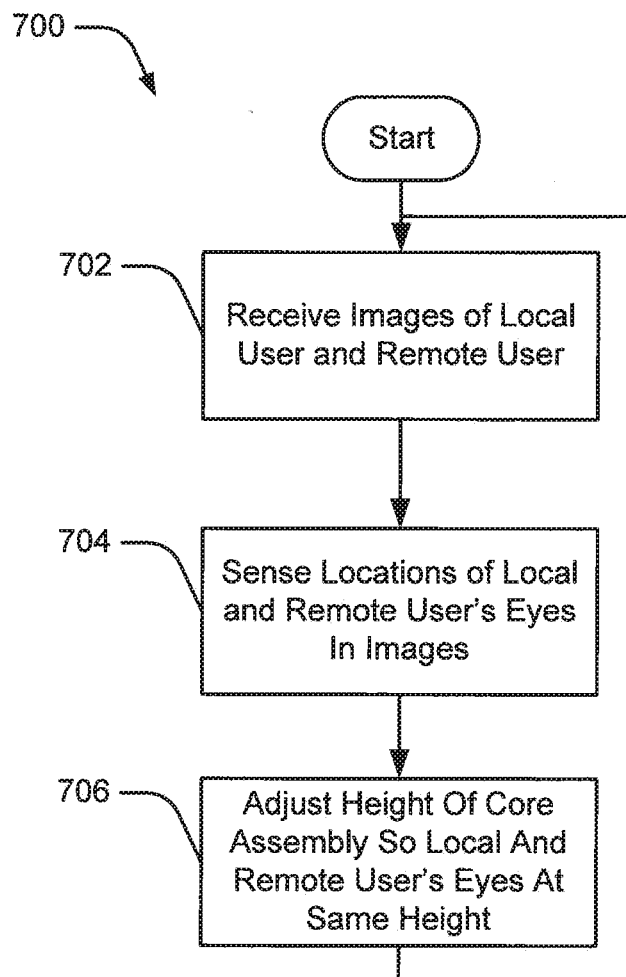 700
Start
702
Receive Images of Local
User and Remote User
704
Sense Locations of Local
and Remote User's Eyes
In Images
706
Adjust Height Of Core
Assembly So Local And
Remote User's Eyes At
Same Height